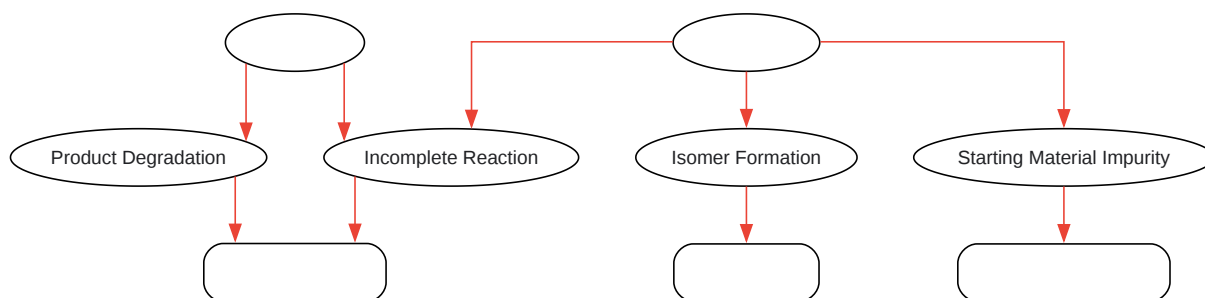 Product Degradation
Incomplete Reaction
Isomer Formation
Starting Material Impurity